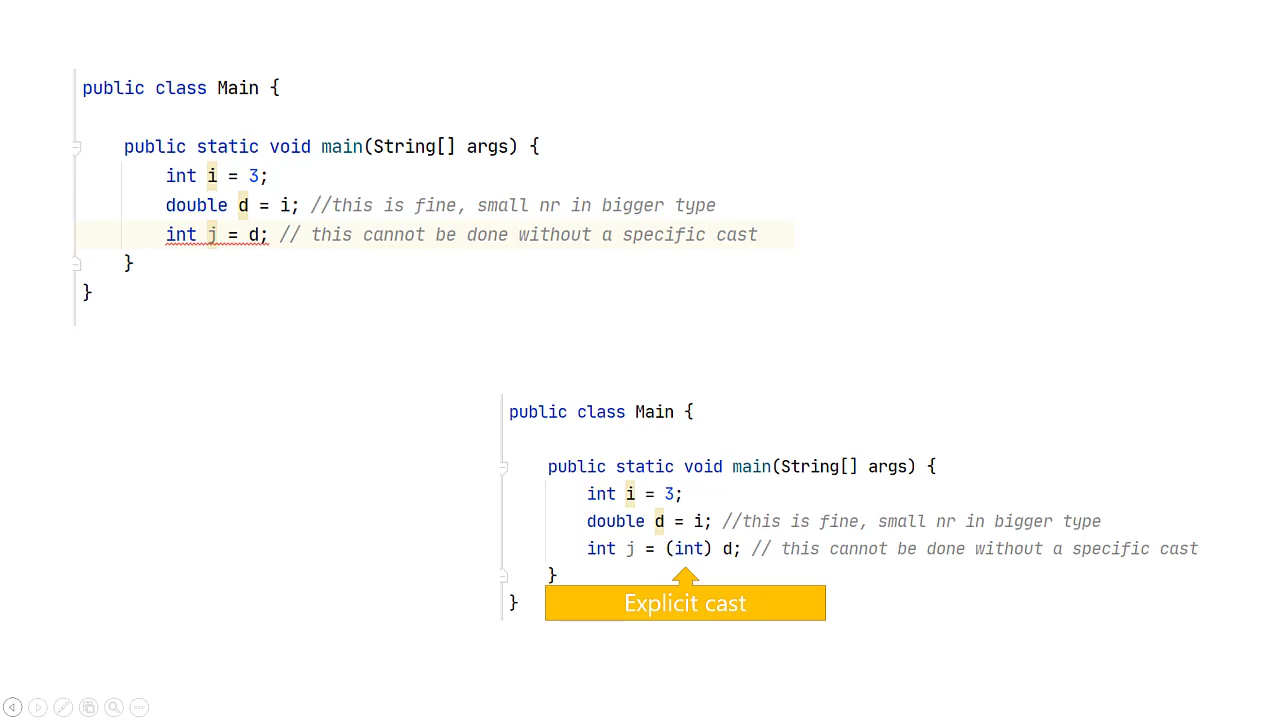 public class Main {
public static void main(String[] args) {
int i = 3;
double d = i; //this is fine, small nr in bigger type
int j = d; // this cannot be done without a specific cast
}
}
public class Main {
public static void main(String[] args) {
int i = 3;
double d = i; //this is fine, small nr in bigger type
int j = (int) d; // this cannot be done without a specific cast
}
}
Explicit cast